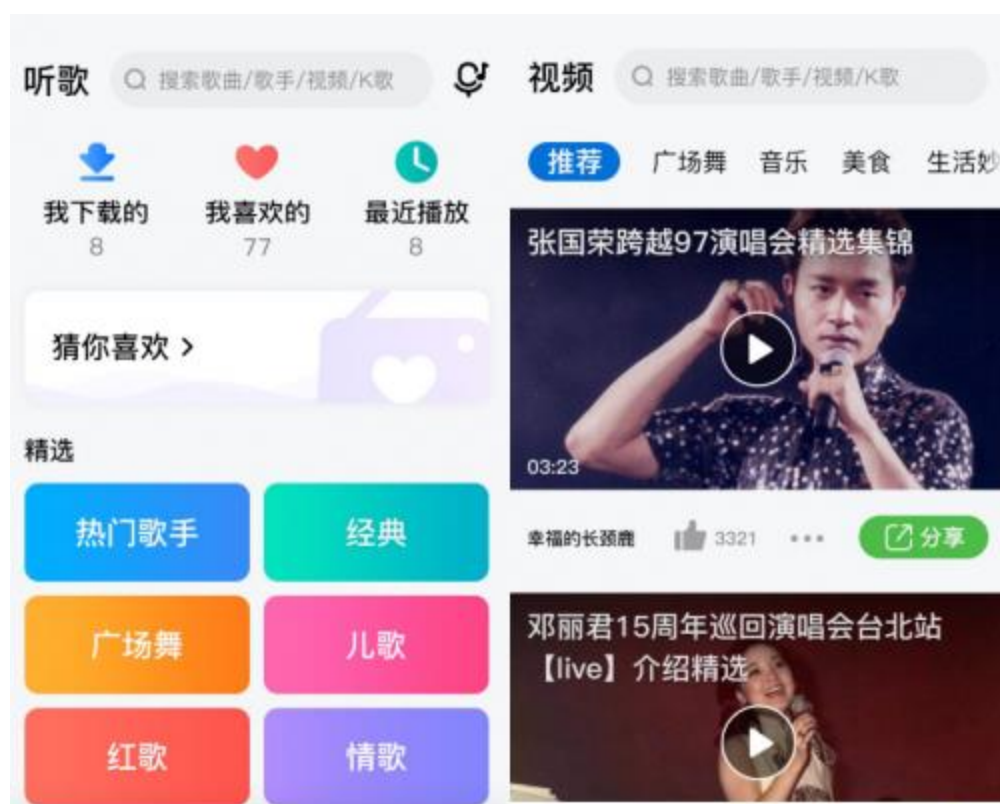 听歌
搜索歌曲/歌手/视频/K歌
我下载的
8
我喜欢的
77
最近播放
8
猜你喜欢 >
精选
热门歌手
经典
广场舞
儿歌
红歌
情歌
视频
搜索歌曲/歌手/视频/K歌
推荐
广场舞
音乐
美食
生活妙
张国荣跨越97演唱会精选集锦
03:23
幸福的长颈鹿
3321
分享
邓丽君15周年巡回演唱会台北站
【live】介绍精选